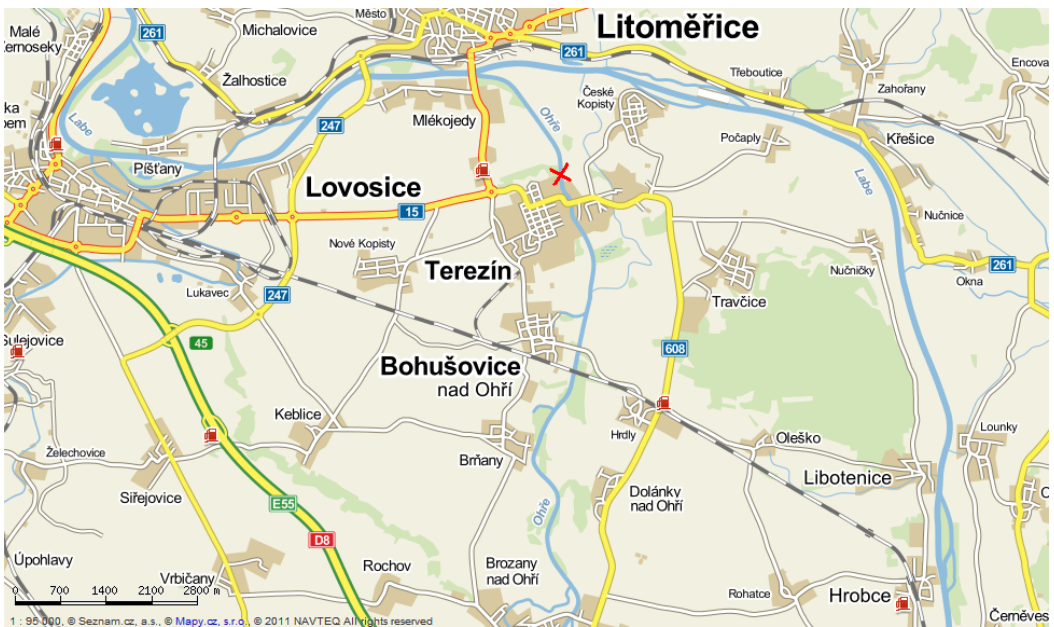 Město
Litoměřice
Malé
Michalovice
261
261
Třeboutice
Encova
Žalhostice
České
Kopisty
Zahořany
Ohře
247
Mlékojedy
Labe
Počaply
Křešice
Píšťany
Labe
Lovosice
15
Nučnice
Nové Kopisty
Terezín
261
Nučničky
Okna
Lukavec
247
Travčice
Sulejovice
45
608
Bohušovice
nad Ohří
Keblice
Hrdly
Lounky
Oleško
Želechovice
Brňany
Libotenice
Siřejovice
Dolánky
nad Ohří
E55
Ohře
D8
Úpohlavy
Vrbičany
Rochov
Brozany
nad Ohří
Rohatce
Hrobce
0 700 1400 2100 2800 m
Černěves
1 : 95 000, © Seznam.cz, a.s., © Mapy.cz, s.r.o., © 2011 NAVTEQ All rights reserved